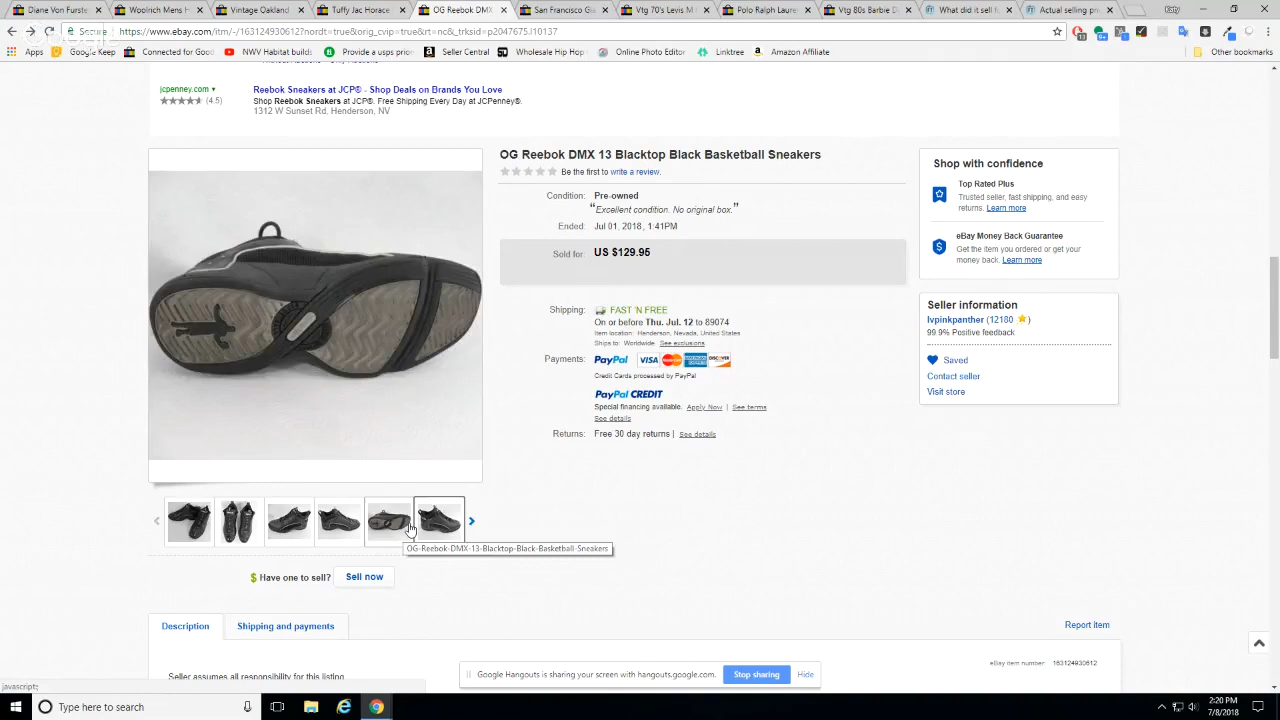 Diane Von Furste
Woolrich Mens I
Vintage Oakland
Tuffy Jac Horace
OG Reebok DMX
San Francisco Gi
Vtg 70's Levis M
Polo Ralph Laure
Vtg 80s Barbie D
What did it sell f
Actual selling pri
Secure
https://www.ebay.com/itm/-/163124930612?nordt=true&orig_cvip=true&rt=nc&_trksid=p2047675.l10137
Apps
Google Keep
Connected for Good
NWV Habitat builds
Product Source
Seller Central
Wholesale Hip Hop
Online Photo Editor
Linktree
Amazon Affiliate
Other bookmarks
jcpenney.com
(4.5)
Reebok Sneakers at JCP® - Shop Deals on Brands You Love
Shop Reebok Sneakers at JCP®. Free Shipping Every Day at JCPenney®.
1312 W Sunset Rd, Henderson, NV
OG Reebok DMX 13 Blacktop Black Basketball Sneakers
Be the first to write a review.
Condition: Pre-owned
“Excellent condition. No original box.”
Ended: Jul 01, 2018 , 1:41PM
Sold for: US $129.95
Shipping: FAST 'N FREE
On or before Thu. Jul. 12 to 89074
Item location: Henderson, Nevada, United States
Ships to: Worldwide See exclusions
Payments: PayPal VISA MasterCard DISCOVER
Credit Cards processed by PayPal
PayPal CREDIT
Special financing available. Apply Now | See terms
See details
Returns: Free 30 day returns | See details
Shop with confidence
Top Rated Plus
Trusted seller, fast shipping, and easy
returns. Learn more
eBay Money Back Guarantee
Get the item you ordered or get your
money back. Learn more
Seller information
lvpinkpanther (12180 )
99.9% Positive feedback
Saved
Contact seller
Visit store
OG-Reebok-DMX-13-Blacktop-Black-Basketball-Sneakers
$ Have one to sell? Sell now
Description
Shipping and payments
Report item
eBay item number: 163124930612
Seller assumes all responsibility for this listing.
Google Hangouts is sharing your screen with hangouts.google.com.
Stop sharing
Hide
javascript:;
Type here to search
2:20 PM
7/8/2018